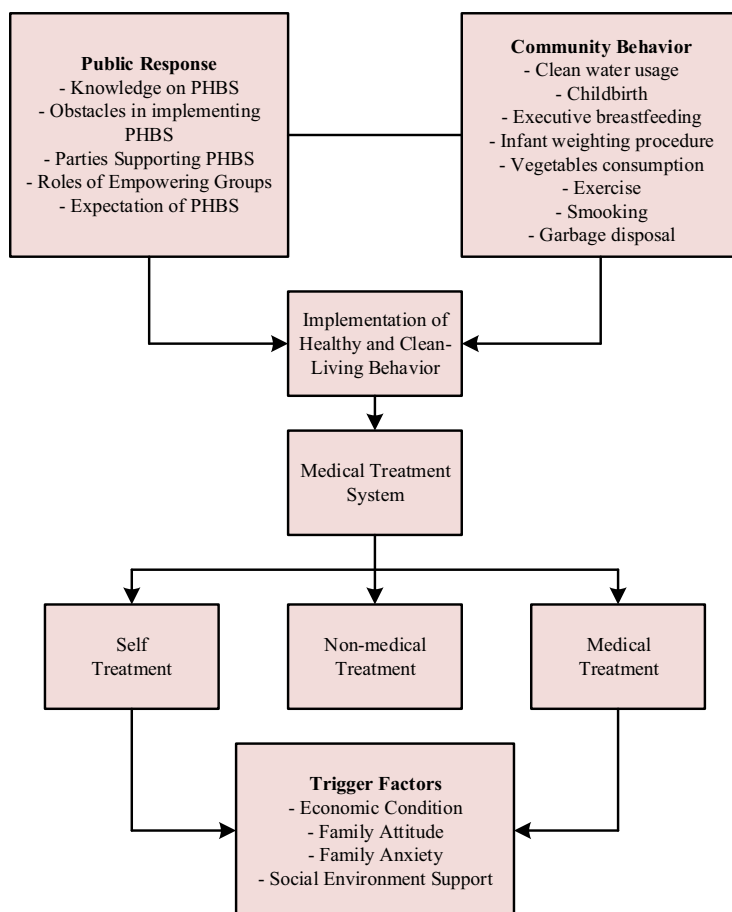 Public Response
- Knowledge on PHBS
- Obstacles in implementing
PHBS
- Parties Supporting PHBS
- Roles of Empowering Groups
- Expectation of PHBS
Community Behavior
- Clean water usage
- Childbirth
- Executive breastfeeding
- Infant weighting procedure
- Vegetables consumption
- Exercise
- Smooking
- Garbage disposal
Implementation of
Healthy and Clean-
Living Behavior
Medical Treatment
System
Self
Treatment
Non-medical
Treatment
Medical
Treatment
Trigger Factors
- Economic Condition
- Family Attitude
- Family Anxiety
- Social Environment Support